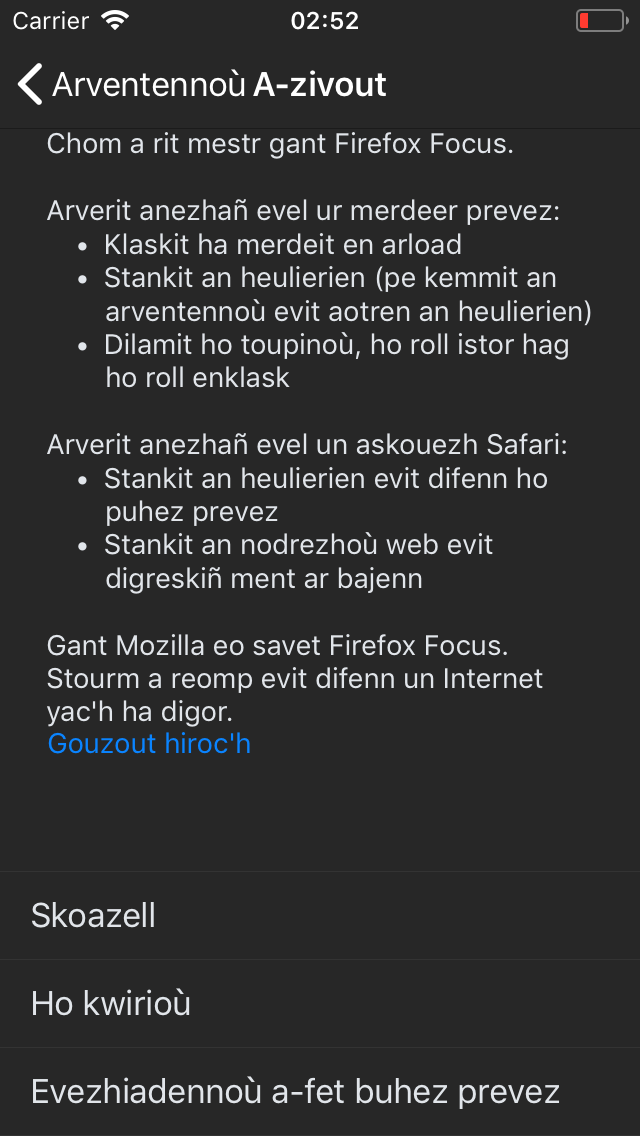 Carrier 02:52
Arventennoù A-zivout
Chom a rit mestr gant Firefox Focus.
Arverit anezhañ evel ur merdeer prevez:
• Klaskit ha merdeit en arload
• Stankit an heulierien (pe kemmit an
arventennoù evit aotren an heulierien)
• Dilamit ho toupinoù, ho roll istor hag
ho roll enklask
Arverit anezhañ evel un askouezh Safari:
• Stankit an heulierien evit difenn ho
puhez prevez
• Stankit an nodrezhoù web evit
digreskiñ ment ar bajenn
Gant Mozilla eo savet Firefox Focus.
Stourm a reomp evit difenn un Internet
yac'h ha digor.
Gouzout hiroc'h
Skoazell
Ho kwirioù
Evezhiadennoù a-fet buhez prevez